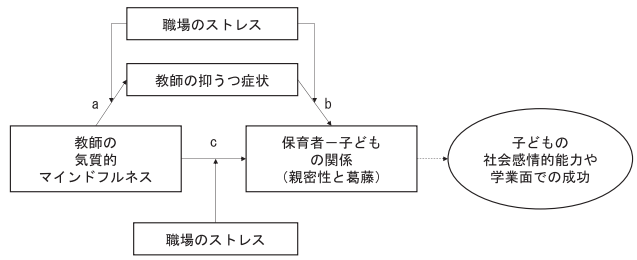 職場のストレス
教師の抑うつ症状
a
b
教師の
気質的
マインドフルネス
c
保育者－子ども
の関係
（親密性と葛藤）
子どもの
社会感情的能力や
学業面での成功
職場のストレス